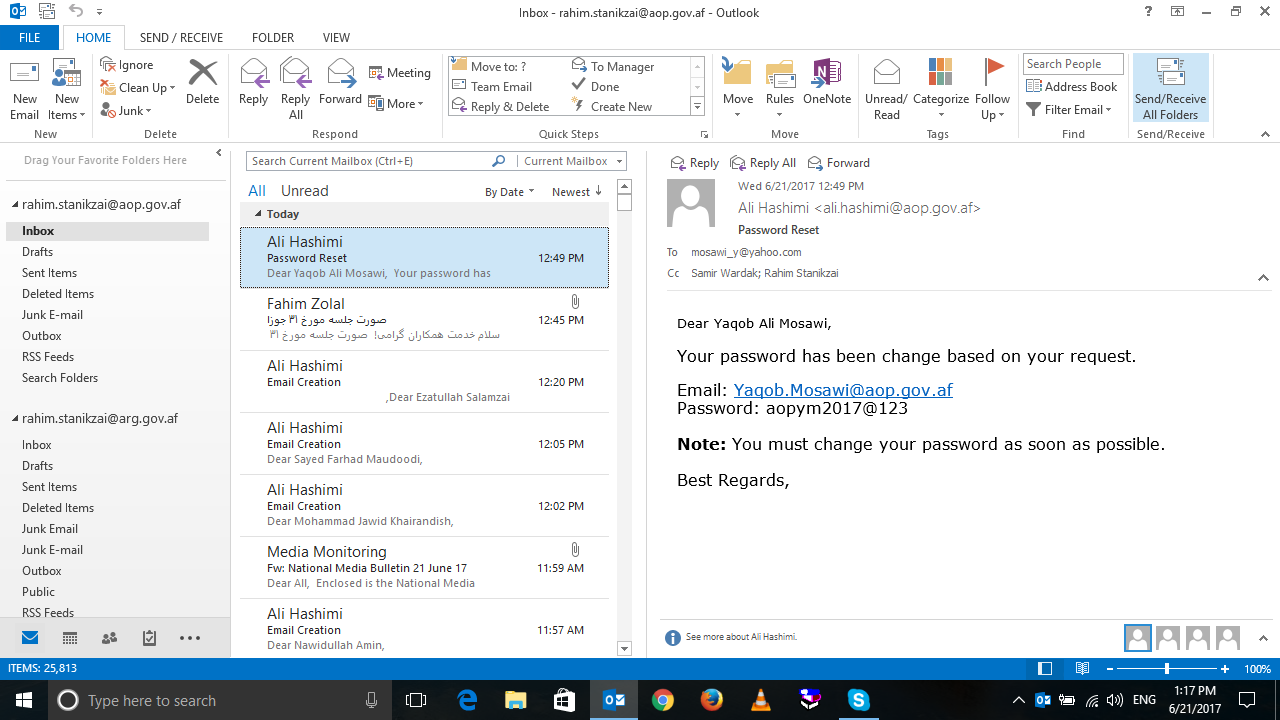 Inbox - rahim.stanikzai@aop.gov.af - Outlook
FILE HOME SEND / RECEIVE FOLDER VIEW
New Email
New Items
Ignore
Clean Up
Junk
Delete
Reply
Reply All
Forward
Meeting
More
Move to: ?
Team Email
Reply & Delete
To Manager
Done
Create New
Move
Rules
OneNote
Unread/ Read
Categorize
Follow Up
Search People
Address Book
Filter Email
Send/Receive All Folders
New Delete Respond Quick Steps Move Tags Find Send/Receive
Drag Your Favorite Folders Here
rahim.stanikzai@aop.gov.af
Inbox
Drafts
Sent Items
Deleted Items
Junk E-mail
Outbox
RSS Feeds
Search Folders
rahim.stanikzai@arg.gov.af
Inbox
Drafts
Sent Items
Deleted Items
Junk Email
Junk E-mail
Outbox
Public
RSS Feeds
Search Current Mailbox (Ctrl+E) Current Mailbox
All Unread By Date Newest
Today
Ali Hashimi
Password Reset 12:49 PM
Dear Yaqob Ali Mosawi, Your password has
Fahim Zolal
صورت جلسه مورخ ۳۱ جوزا 12:45 PM
سلام خدمت همکاران گرامی! صورت جلسه مورخ ۳۱
Ali Hashimi
Email Creation 12:20 PM
,Dear Ezatullah Salamzai
Ali Hashimi
Email Creation 12:05 PM
Dear Sayed Farhad Maudoodi,
Ali Hashimi
Email Creation 12:02 PM
Dear Mohammad Jawid Khairandish,
Media Monitoring
Fw: National Media Bulletin 21 June 17 11:59 AM
Dear All, Enclosed is the National Media
Ali Hashimi
Email Creation 11:57 AM
Dear Nawidullah Amin,
Reply Reply All Forward
Wed 6/21/2017 12:49 PM
Ali Hashimi <ali.hashimi@aop.gov.af>
Password Reset
To mosawi_y@yahoo.com
Cc Samir Wardak; Rahim Stanikzai
Dear Yaqob Ali Mosawi,
Your password has been change based on your request.
Email: Yaqob.Mosawi@aop.gov.af
Password: aopym2017@123
Note: You must change your password as soon as possible.
Best Regards,
See more about Ali Hashimi.
ITEMS: 25,813 100%
Type here to search
ENG
1:17 PM
6/21/2017